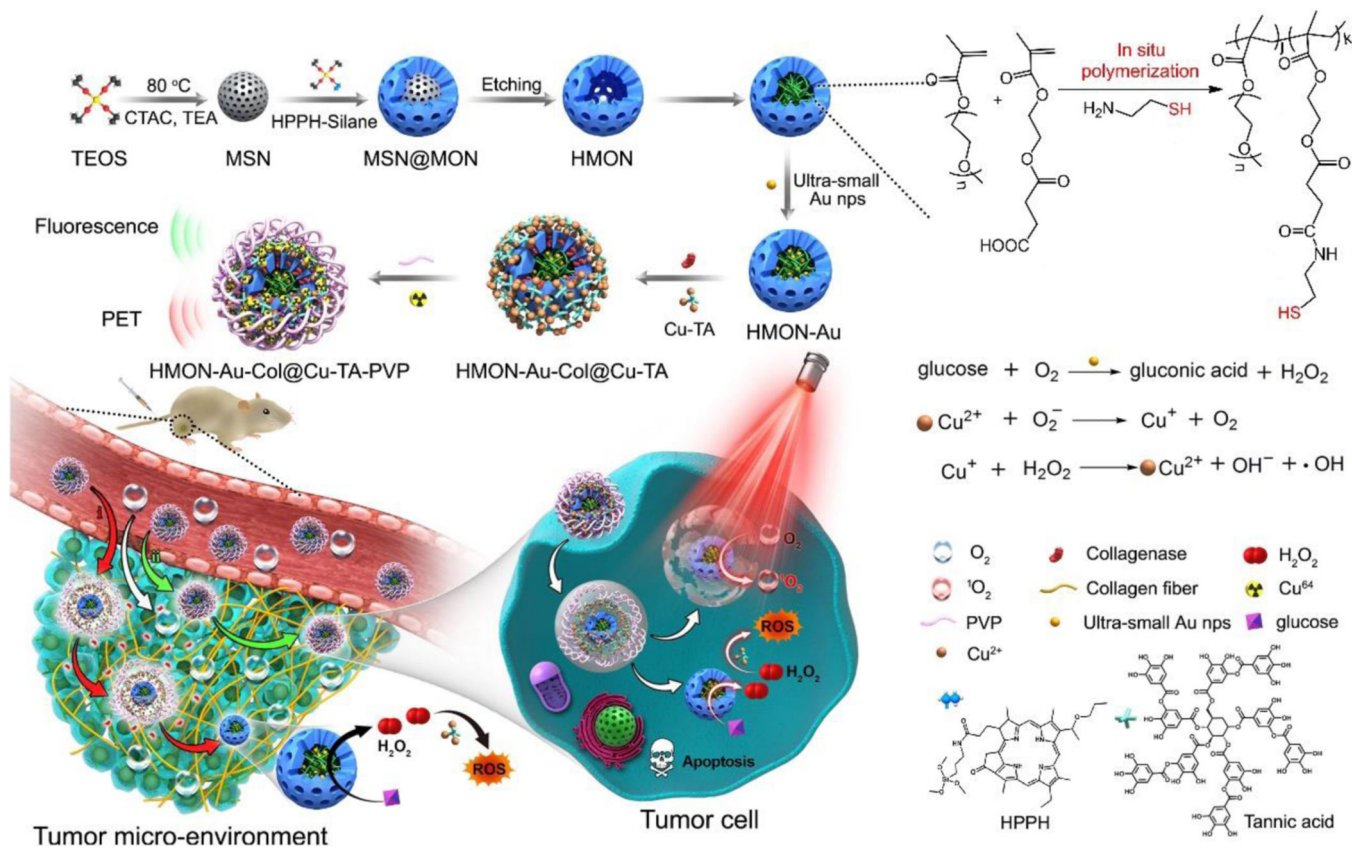 80 °C
CTAC, TEA
HPPH-Silane
Etching
TEOS
MSN
MSN@MON
HMON
Ultra-small
Au nps
Fluorescence
PET
Cu-TA
HMON-Au
HMON-Au-Col@Cu-TA-PVP
HMON-Au-Col@Cu-TA
In situ
polymerization
H₂N
SH
O
O
O
n
+
O
O
O
O
HOOC
j
k
O
O
O
O
n
O
O
O
O
NH
HS
glucose + O₂ → gluconic acid + H₂O₂
Cu²⁺ + O₂⁻ → Cu⁺ + O₂
Cu⁺ + H₂O₂ → Cu²⁺ + OH⁻ + •OH
i
ii
O₂
¹O₂
ROS
H₂O₂
Apoptosis
H₂O₂
ROS
Tumor micro-environment
Tumor cell
O₂
Collagenase
H₂O₂
¹O₂
Collagen fiber
Cu⁶⁴
PVP
Ultra-small Au nps
glucose
Cu²⁺
HPPH
Tannic acid